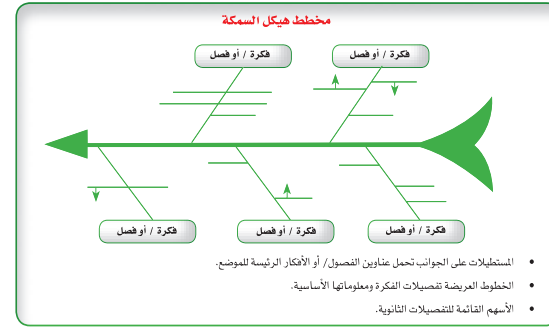 مخطط هيكل السمكة
فكرة / أو فصل
فكرة / أو فصل
فكرة / أو فصل
فكرة / أو فصل
فكرة / أو فصل
• المستطيلات على الجوانب تحمل عناوين الفصول/ أو الأفكار الرئيسة للموضع.
• الخطوط العريضة تفصيلات الفكرة ومعلوماتها الأساسية.
• الأسهم القائمة للتفصيلات الثانوية.